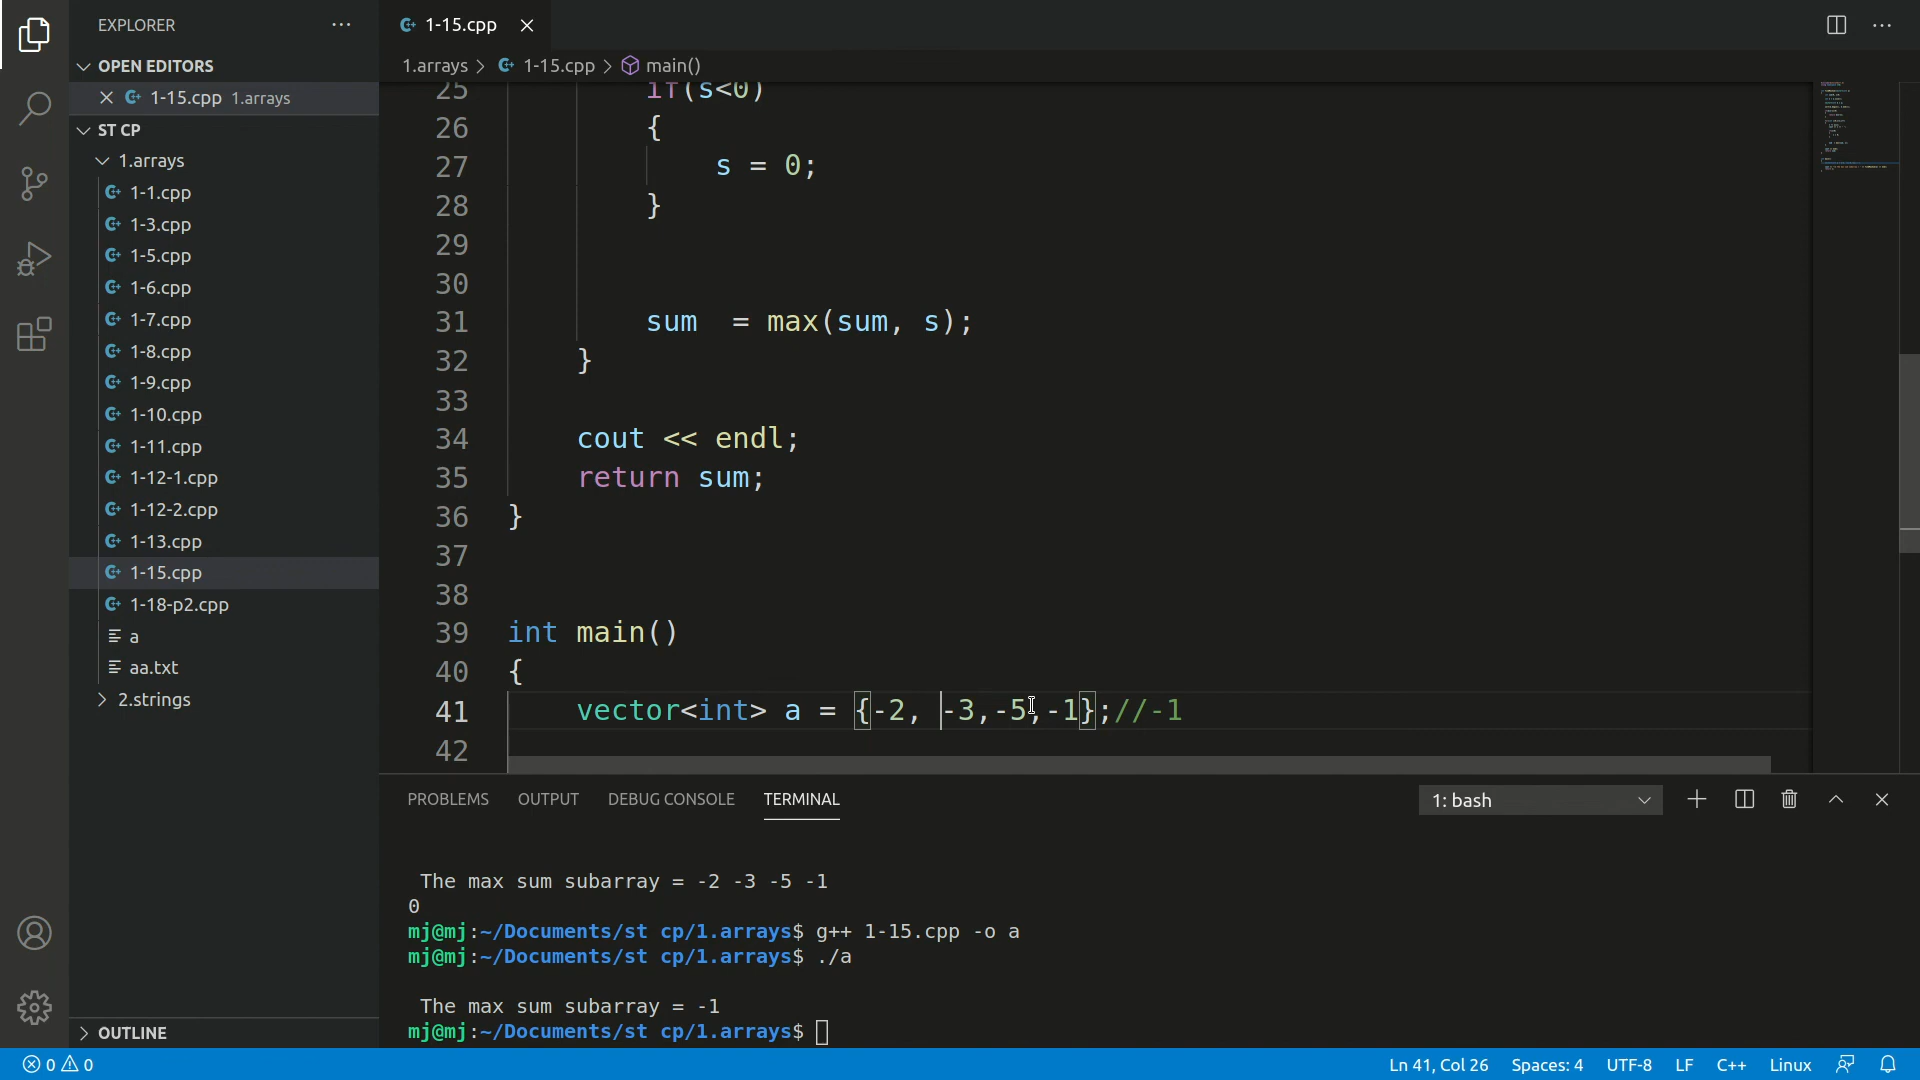 EXPLORER
OPEN EDITORS
1-15.cpp 1.arrays
ST CP
1.arrays
1-1.cpp
1-3.cpp
1-5.cpp
1-6.cpp
1-7.cpp
1-8.cpp
1-9.cpp
1-10.cpp
1-11.cpp
1-12-1.cpp
1-12-2.cpp
1-13.cpp
1-15.cpp
1-18-p2.cpp
a
aa.txt
2.strings
OUTLINE
1-15.cpp
1.arrays > 1-15.cpp > main()
25 if(s<0)
26 {
27 s = 0;
28 }
29
30
31 sum  = max(sum, s);
32 }
33
34 cout << endl;
35 return sum;
36 }
37
38
39 int main()
40 {
41 vector<int> a = {-2, -3,-5,-1};//-1
42
PROBLEMS OUTPUT DEBUG CONSOLE TERMINAL
1: bash
The max sum subarray = -2 -3 -5 -1
0
mj@mj:~/Documents/st cp/1.arrays$ g++ 1-15.cpp -o a
mj@mj:~/Documents/st cp/1.arrays$ ./a
The max sum subarray = -1
mj@mj:~/Documents/st cp/1.arrays$
0 0
Ln 41, Col 26 Spaces: 4 UTF-8 LF C++ Linux